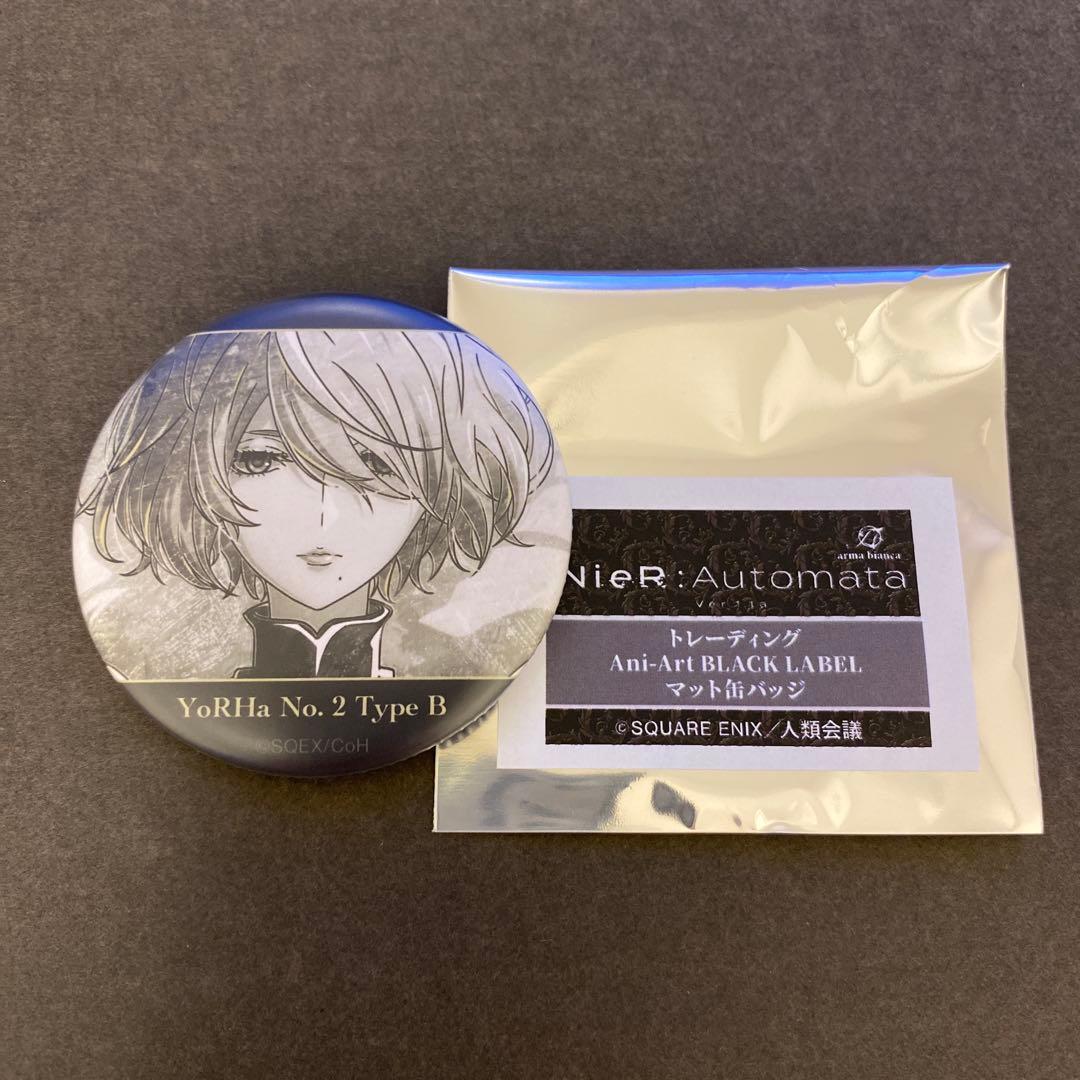 YoRHa No. 2 Type B
©SQEX/CoH
arma bianca
NieR:Automata
Ver1.1a
トレーディング
Ani-Art BLACK LABEL
マット缶バッジ
©SQUARE ENIX／人類会議